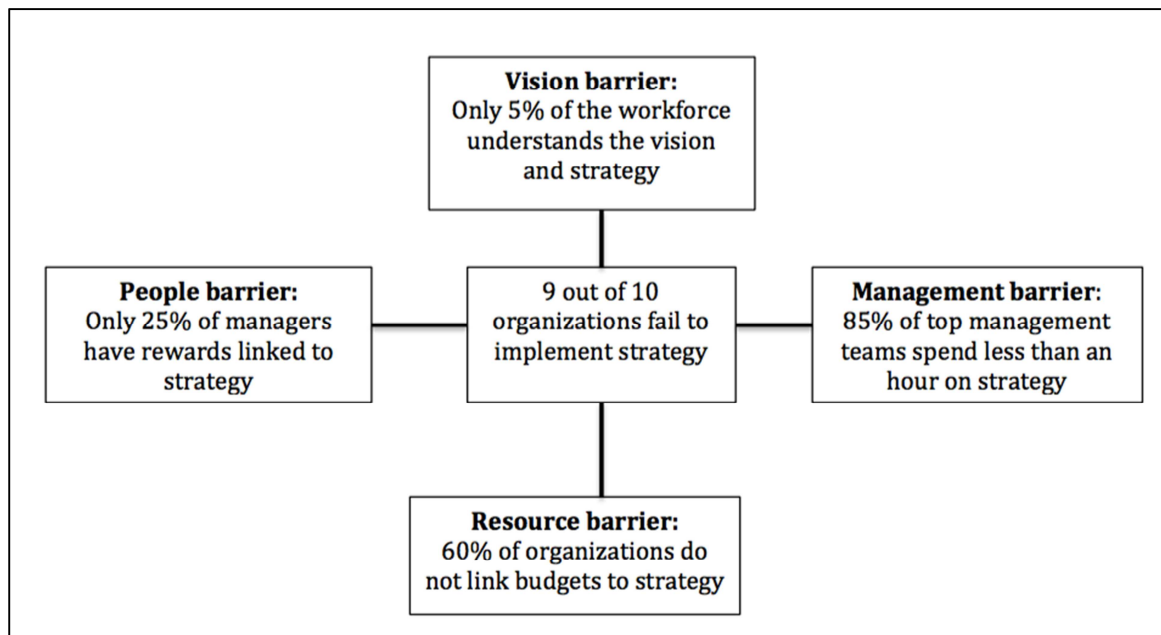 Vision barrier:
Only 5% of the workforce
understands the vision
and strategy
People barrier:
Only 25% of managers
have rewards linked to
strategy
9 out of 10
organizations fail to
implement strategy
Management barrier:
85% of top management
teams spend less than an
hour on strategy
Resource barrier:
60% of organizations do
not link budgets to strategy